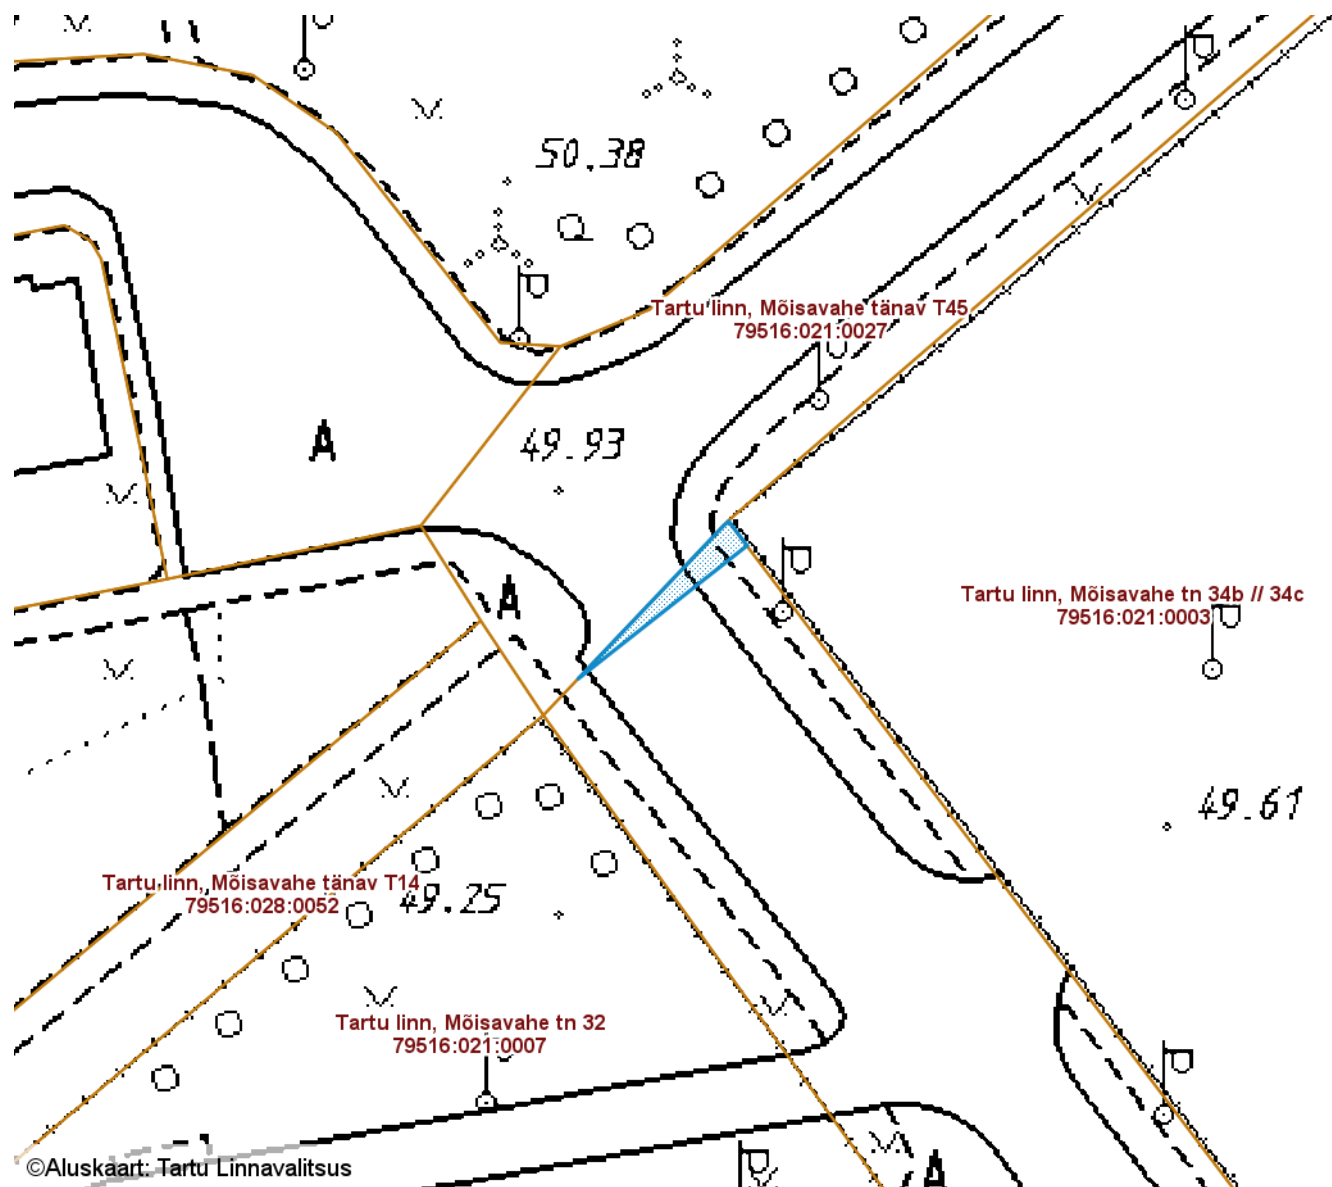 50.38
Tartu linn, Mõisavahe tänav T45
79516:021:0027
A
49.93
A
Tartu linn, Mõisavahe tn 34b // 34c
79516:021:0003
49.61
Tartu linn, Mõisavahe tänav T14
79516:028:0052
49.25
Tartu linn, Mõisavahe tn 32
79516:021:0007
©Aluskaart: Tartu Linnavalitsus
A